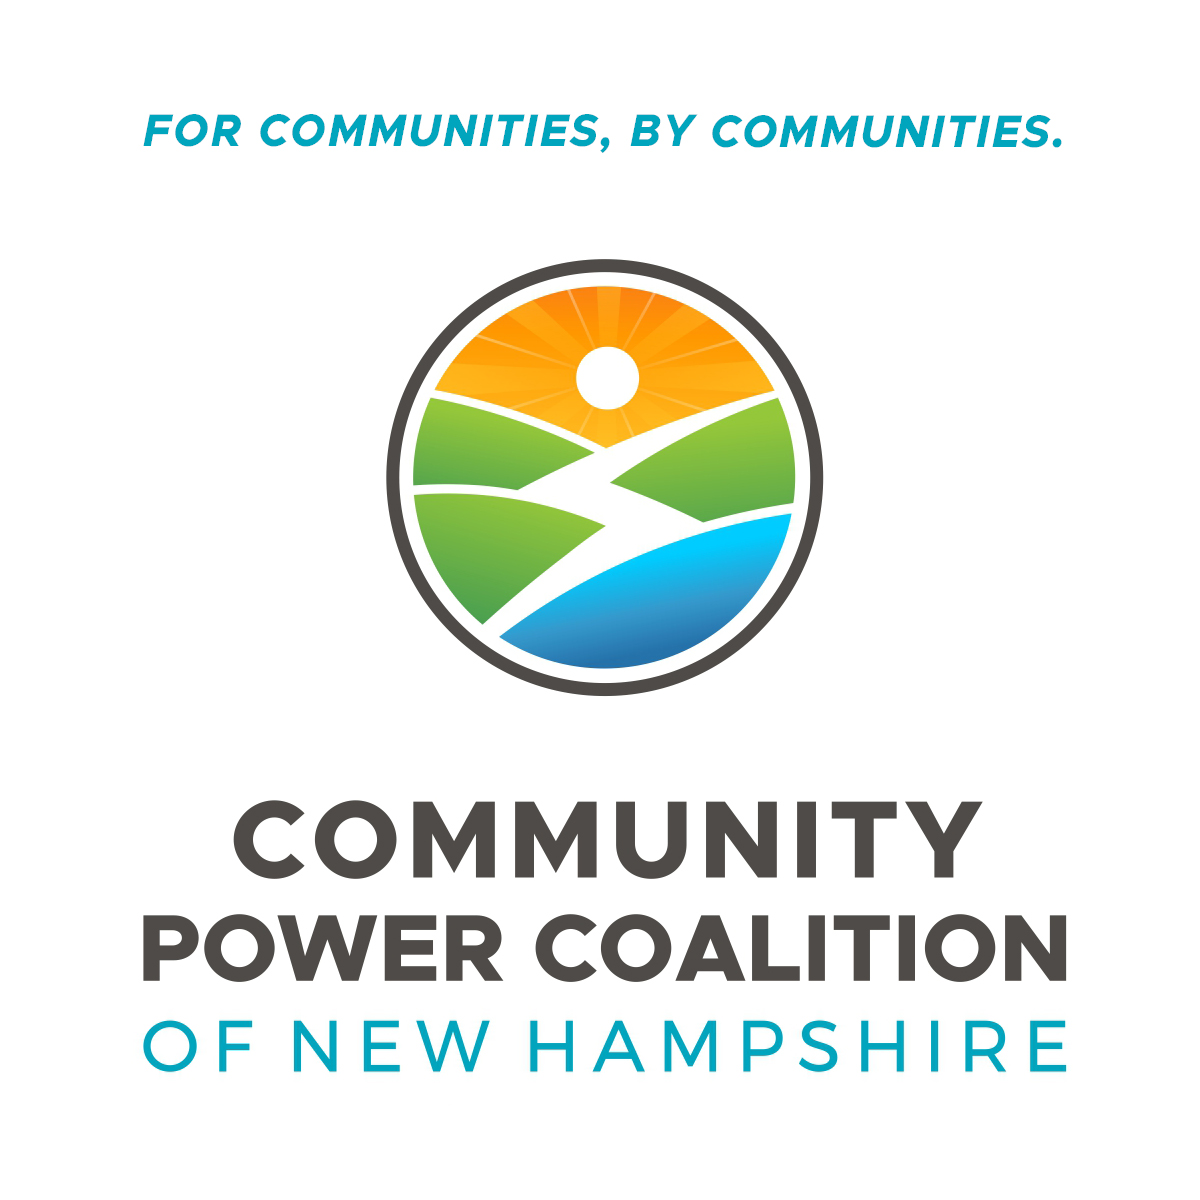 FOR COMMUNITIES, BY COMMUNITIES.
COMMUNITY
POWER COALITION
OF NEW HAMPSHIRE